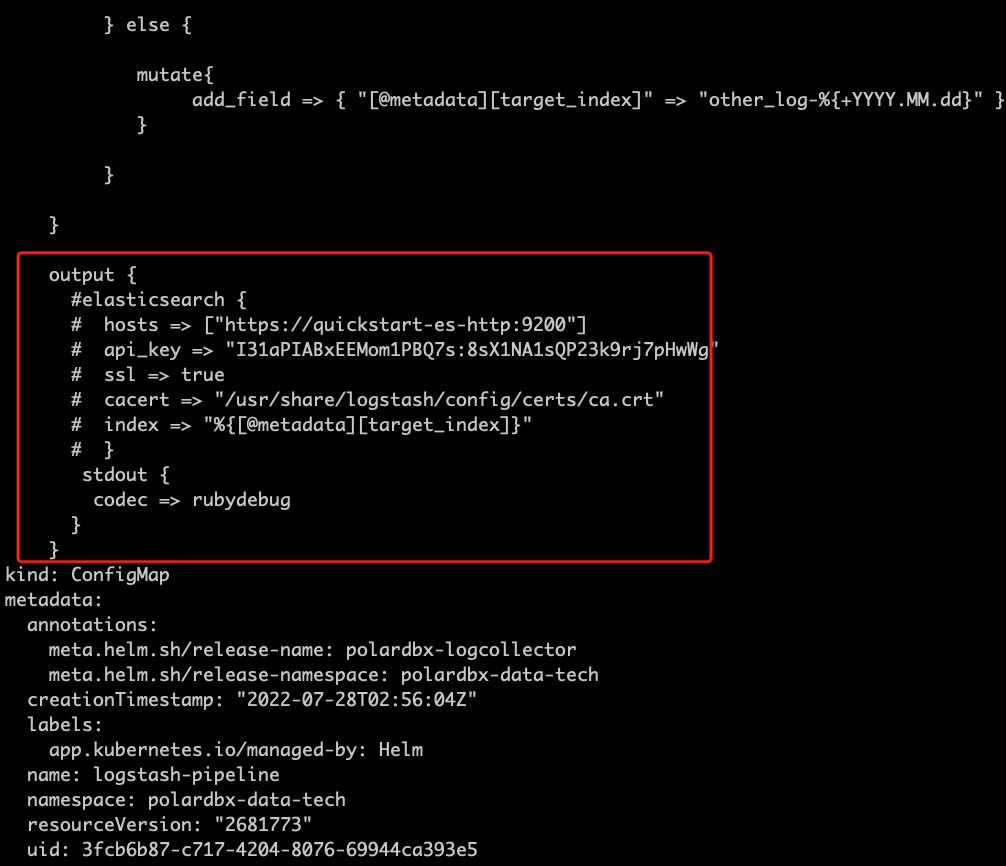 } else {
mutate{
add_field => { "[@metadata][target_index]" => "other_log-%{+YYYY.MM.dd}" }
}
}
}
output {
#elasticsearch {
#  hosts => ["https://quickstart-es-http:9200"]
#  api_key => "I31aPIABxEEMom1PBQ7s:8sX1NA1sQP23k9rj7pHwWg"
#  ssl => true
#  cacert => "/usr/share/logstash/config/certs/ca.crt"
#  index => "%{[@metadata][target_index]}"
#  }
stdout {
codec => rubydebug
}
}
kind: ConfigMap
metadata:
annotations:
meta.helm.sh/release-name: polardbx-logcollector
meta.helm.sh/release-namespace: polardbx-data-tech
creationTimestamp: "2022-07-28T02:56:04Z"
labels:
app.kubernetes.io/managed-by: Helm
name: logstash-pipeline
namespace: polardbx-data-tech
resourceVersion: "2681773"
uid: 3fcb6b87-c717-4204-8076-69944ca393e5